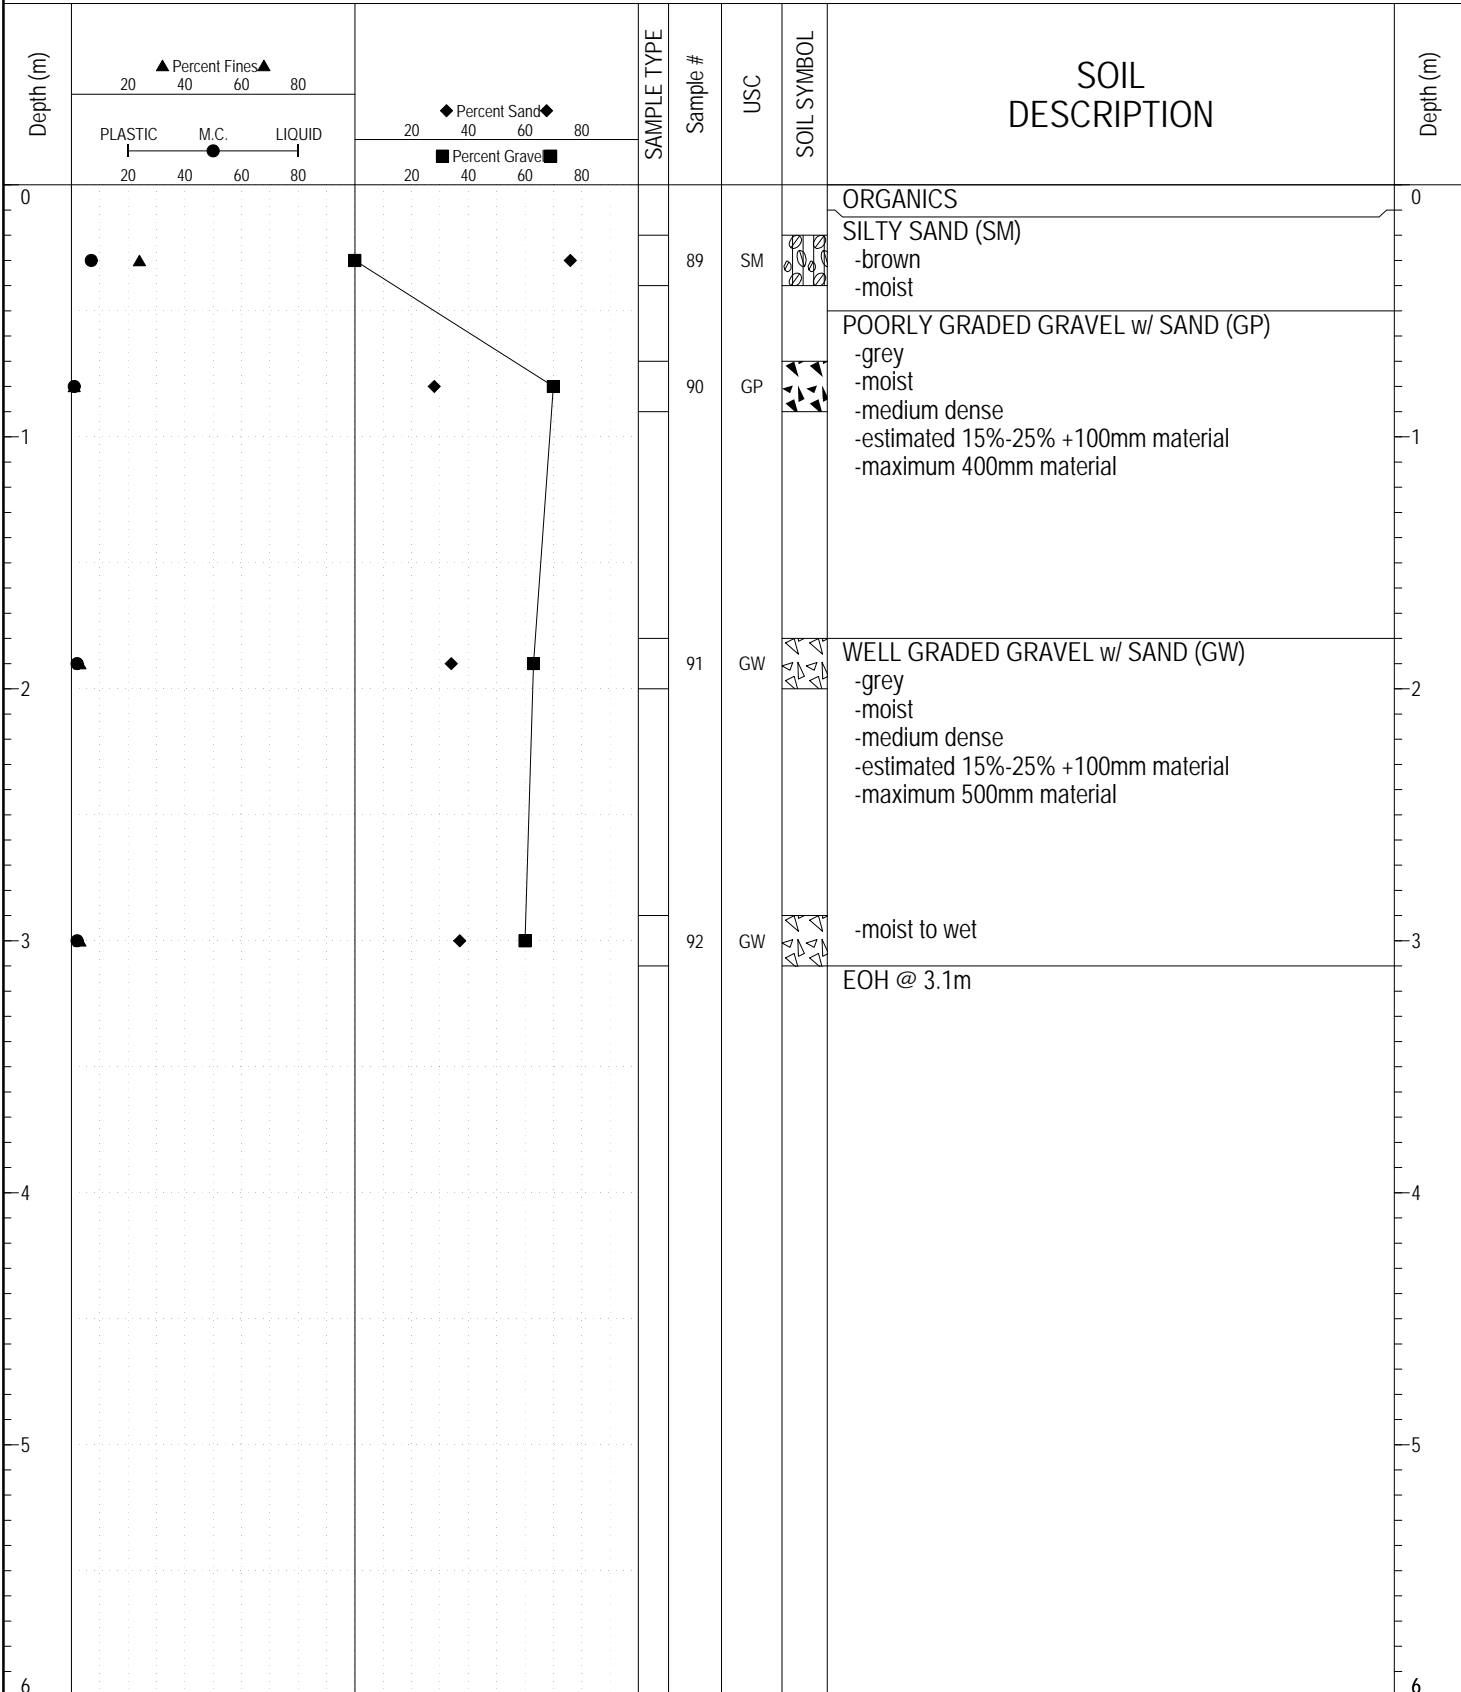 Depth (m)
Percent Fines
20 40 60 80
PLASTIC M.C. LIQUID
20 40 60 80
Percent Sand
20 40 60 80
Percent Gravel
20 40 60 80
SAMPLE TYPE
Sample #
USC
SOIL SYMBOL
SOIL
DESCRIPTION
Depth (m)
0 ORGANICS 0
SILTY SAND (SM)
89 SM -brown
-moist
POORLY GRADED GRAVEL w/ SAND (GP)
-grey
90 GP -moist
-medium dense
1 -estimated 15%-25% +100mm material 1
-maximum 400mm material
91 GW WELL GRADED GRAVEL w/ SAND (GW)
2 -grey 2
-moist
-medium dense
-estimated 15%-25% +100mm material
-maximum 500mm material
3 92 GW -moist to wet 3
EOH @ 3.1m
4 4
5 5
6 6